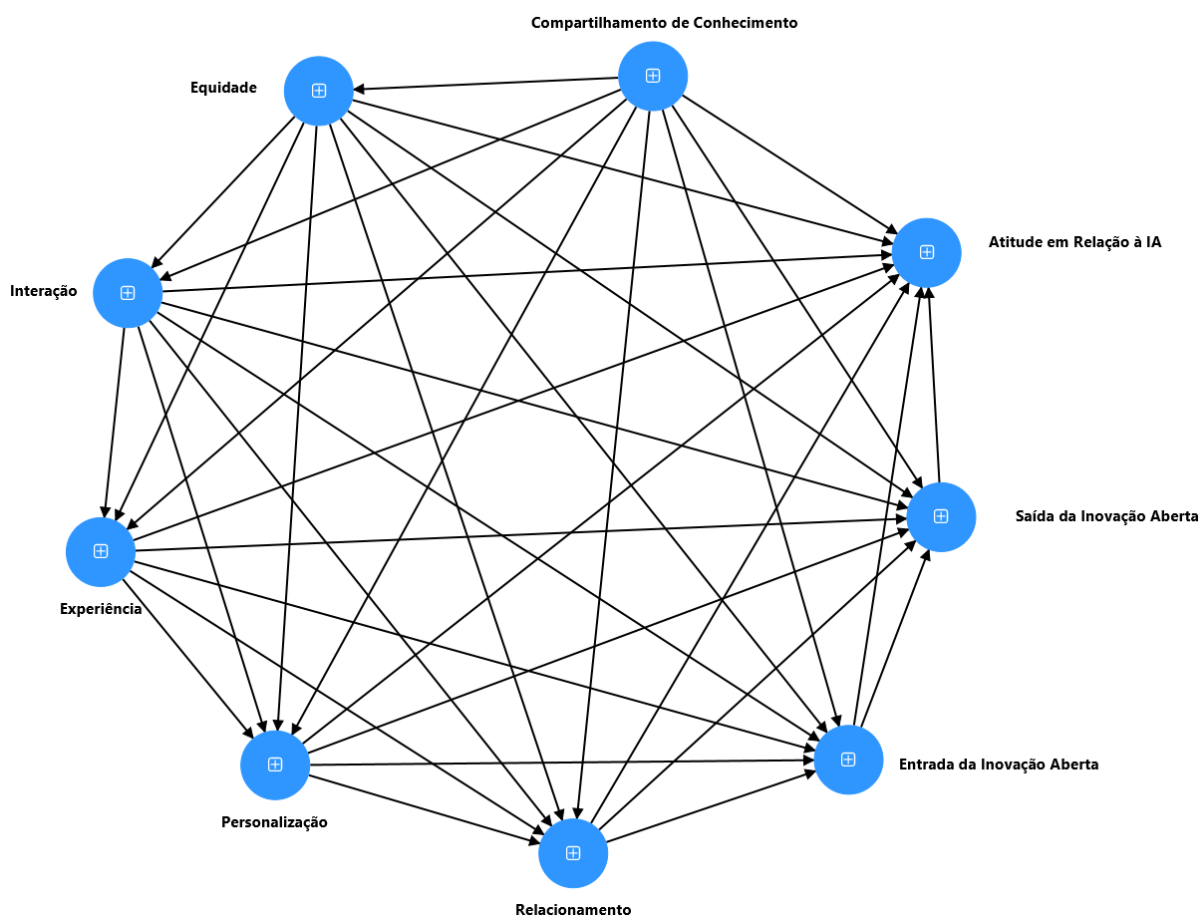 Compartilhamento de Conhecimento
Equidade
Atitude em Relação à IA
Interação
Saída da Inovação Aberta
Experiência
Entrada da Inovação Aberta
Personalização
Relacionamento